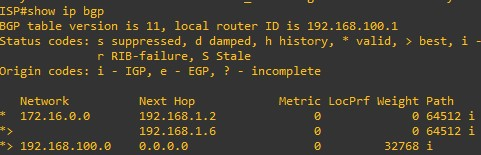 ISP#show ip bgp
BGP table version is 11, local router ID is 192.168.100.1
Status codes: s suppressed, d damped, h history, * valid, > best, i -
r RIB-failure, S Stale
Origin codes: i - IGP, e - EGP, ? - incomplete
Network Next Hop Metric LocPrf Weight Path
* 172.16.0.0 192.168.1.2 0 0 64512 i
*> 192.168.1.6 0 0 64512 i
*> 192.168.100.0 0.0.0.0 0 32768 i